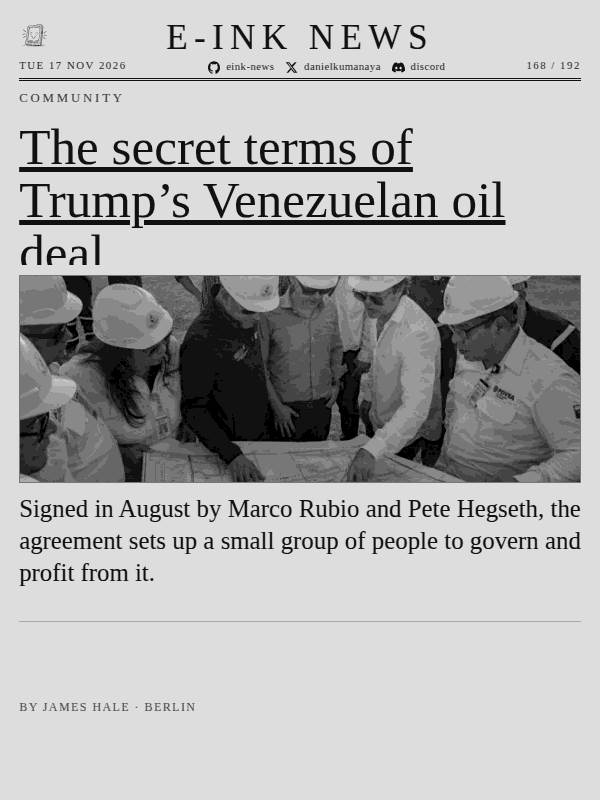 E-INK NEWS
TUE 17 NOV 2026
eink-news
danielkumanaya
discord
168 / 192
COMMUNITY
The secret terms of
Trump’s Venezuelan oil
deal
Signed in August by Marco Rubio and Pete Hegseth, the
agreement sets up a small group of people to govern and
profit from it.
BY JAMES HALE · BERLIN